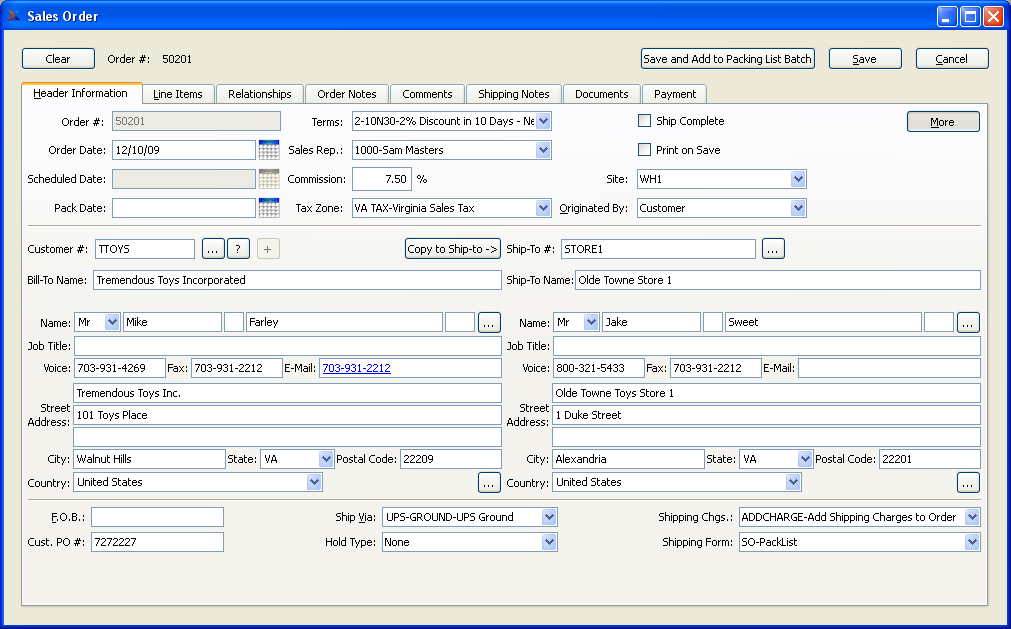 Sales Order
Clear Order #: 50201 Save and Add to Packing List Batch Save Cancel
Header Information Line Items Relationships Order Notes Comments Shipping Notes Documents Payment
Order #: 50201 Terms: 2-10N30-2% Discount in 10 Days - Ne Ship Complete More
Order Date: 12/10/09 Sales Rep.: 1000-Sam Masters Print on Save
Scheduled Date: Commission: 7.50 % Site: WH1
Pack Date: Tax Zone: VA TAX-Virginia Sales Tax Originated By: Customer
Customer #: TTOYS ... ? + Copy to Ship-to -> Ship-To #: STORE1 ...
Bill-To Name: Tremendous Toys Incorporated Ship-To Name: Olde Towne Store 1
Name: Mr Mike Farley ... Name: Mr Jake Sweet ...
Job Title: Job Title:
Voice: 703-931-4269 Fax: 703-931-2212 E-Mail: 703-931-2212 Voice: 800-321-5433 Fax: 703-931-2212 E-Mail:
Tremendous Toys Inc. Olde Towne Toys Store 1
Street Address: 101 Toys Place Street Address: 1 Duke Street
City: Walnut Hills State: VA Postal Code: 22209 City: Alexandria State: VA Postal Code: 22201
Country: United States ... Country: United States ...
F.O.B.: Ship Via: UPS-GROUND-UPS Ground Shipping Chgs.: ADDCHARGE-Add Shipping Charges to Order
Cust. PO #: 7272227 Hold Type: None Shipping Form: SO-PackList